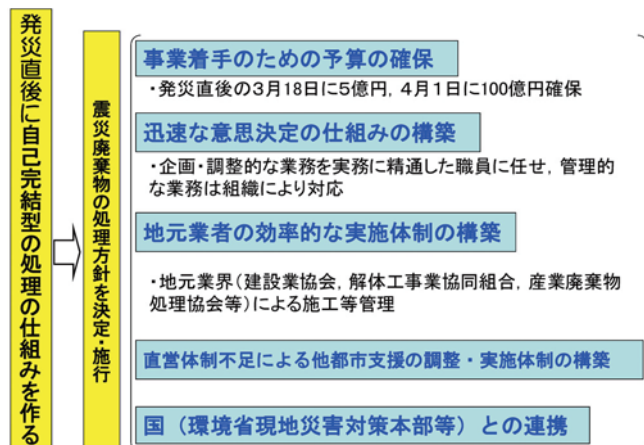 発災直後に自己完結型の処理の仕組みを作る
震災廃棄物の処理方針を決定・施行
事業着手のための予算の確保
・発災直後の3月18日に5億円，4月1日に100億円確保
迅速な意思決定の仕組みの構築
・企画・調整的な業務を実務に精通した職員に任せ，管理的
な業務は組織により対応
地元業者の効率的な実施体制の構築
・地元業界（建設業協会，解体工事業協同組合，産業廃棄物
処理協会等）による施工等管理
直営体制不足による他都市支援の調整・実施体制の構築
国（環境省現地災害対策本部等）との連携